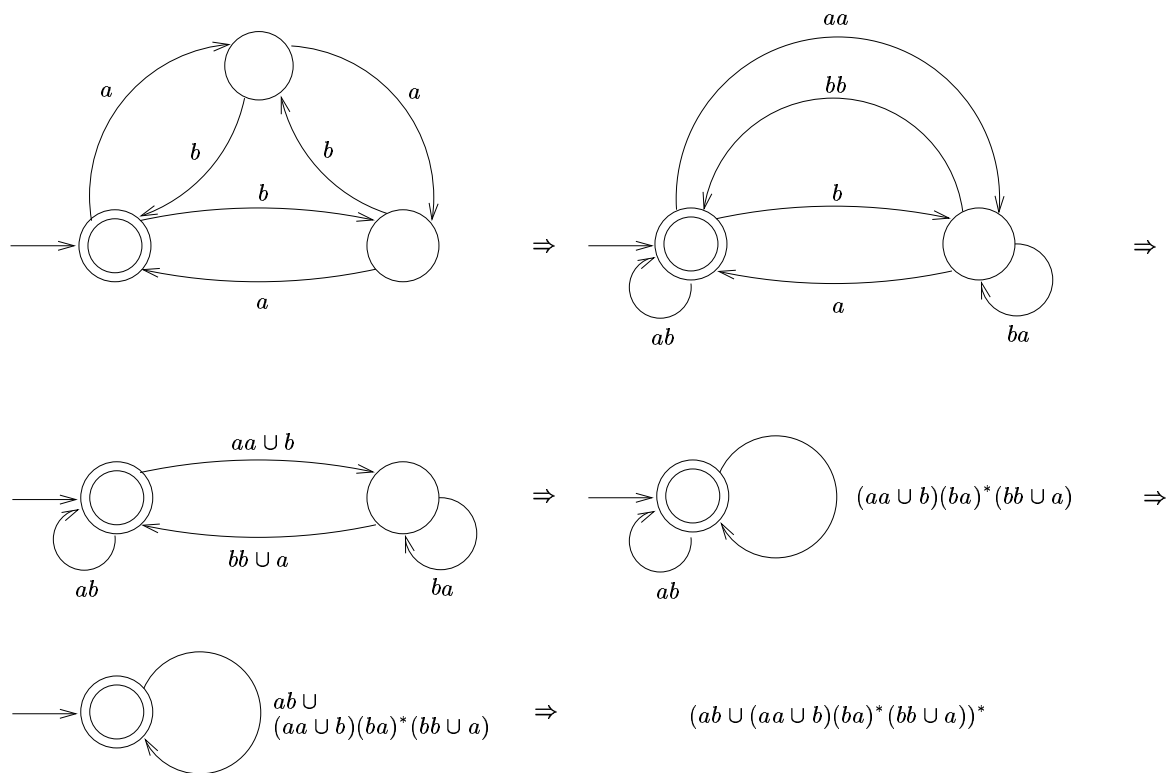 a
a
b
b
b
a
⇒
aa
bb
b
a
ab
ba
⇒
aa ∪ b
bb ∪ a
ab
ba
⇒
(aa ∪ b)(ba)*(bb ∪ a)
ab
⇒
ab ∪
(aa ∪ b)(ba)*(bb ∪ a)
⇒
(ab ∪ (aa ∪ b)(ba)*(bb ∪ a))*